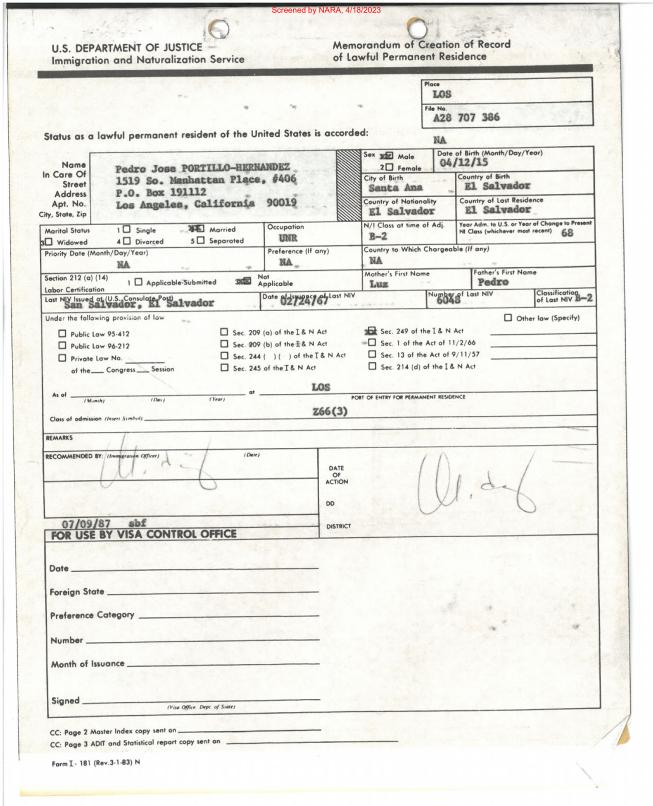 Screened by NARA, 4/18/2023
U.S. DEPARTMENT OF JUSTICE
Immigration and Naturalization Service
Memorandum of Creation of Record
of Lawful Permanent Residence
Place
LOS
File No.
A28 707 386
Status as a lawful permanent resident of the United States is accorded:
NA
Name
In Care Of
Street
Address
Apt. No.
City, State, Zip
Pedro Jose PORTILLO-HERNANDEZ
1519 So. Manhattan Place, #406
P.O. Box 191112
Los Angeles, California 90019
Sex 1 Male
2 Female
Date of Birth (Month/Day/Year)
04/12/15
City of Birth
Santa Ana
Country of Birth
El Salvador
Country of Nationality
El Salvador
Country of Last Residence
El Salvador
Marital Status 1 Single Married
3 Widowed 4 Divorced 5 Separated
Occupation
UNR
N/I Class at time of Adj.
B-2
Year Adm. to U.S. or Year of Change to Present
NI Class (whichever most recent) 68
Priority Date (Month/Day/Year)
NA
Preference (If any)
NA
Country to Which Chargeable (If any)
NA
Section 212 (a) (14)
Labor Certification
1 Applicable-Submitted
Not
Applicable
Mother's First Name
Luz
Father's First Name
Pedro
Last NIV Issued at (U.S. Consulate Post)
San Salvador, El Salvador
Date of Issuance of Last NIV
02/24/67
Number of Last NIV
6048
Classification
of Last NIV B-2
Under the following provision of law
Other law (Specify)
Public Law 95-412
Public Law 96-212
Private Law No.
of the Congress Session
Sec. 209 (a) of the I & N Act
Sec. 209 (b) of the I & N Act
Sec. 244 ( ) ( ) of the I & N Act
Sec. 245 of the I & N Act
Sec. 249 of the I & N Act
Sec. 1 of the Act of 11/2/66
Sec. 13 of the Act of 9/11/57
Sec. 214 (d) of the I & N Act
As of at LOS
(Month) (Day) (Year) PORT OF ENTRY FOR PERMANENT RESIDENCE
Class of admission (Insert Symbols) Z66(3)
REMARKS
RECOMMENDED BY: (Immigration Officer) (Date)
DATE
OF
ACTION
DD
DISTRICT
07/09/87 sbf
FOR USE BY VISA CONTROL OFFICE
Date
Foreign State
Preference Category
Number
Month of Issuance
Signed
(Visa Office Dept. of State)
CC: Page 2 Master Index copy sent on
CC: Page 3 ADIT and Statistical report copy sent on
Form I - 181 (Rev.3-1-83) N